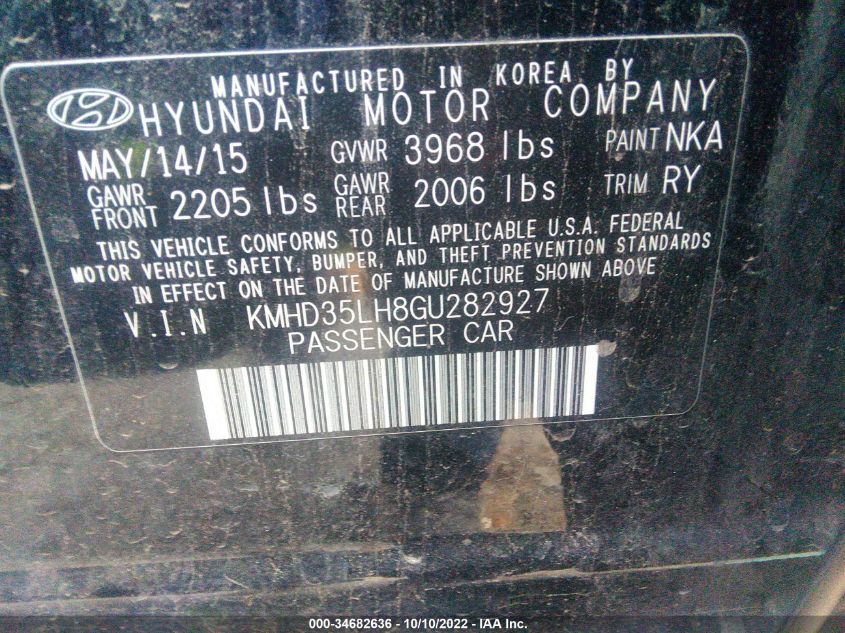 MANUFACTURED IN KOREA BY
HYUNDAI MOTOR COMPANY
MAY/14/15 GVWR 3968 lbs PAINT NKA
GAWR FRONT 2205 lbs GAWR REAR 2006 lbs TRIM RY
THIS VEHICLE CONFORMS TO ALL APPLICABLE U.S.A. FEDERAL
MOTOR VEHICLE SAFETY, BUMPER, AND THEFT PREVENTION STANDARDS
IN EFFECT ON THE DATE OF MANUFACTURE SHOWN ABOVE
V.I.N KMHD35LH8GU282927
PASSENGER CAR
000-34682636 - 10/10/2022 - IAA Inc.